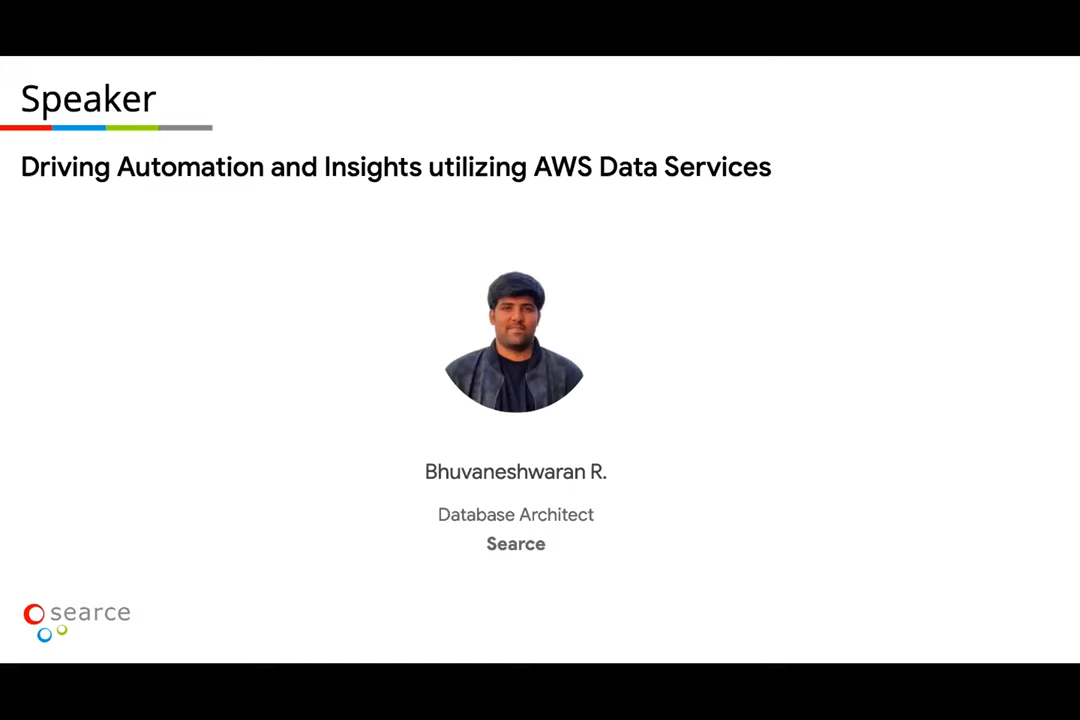 Speaker
Driving Automation and Insights utilizing AWS Data Services
Bhuvaneshwaran R.
Database Architect
Searce
searce